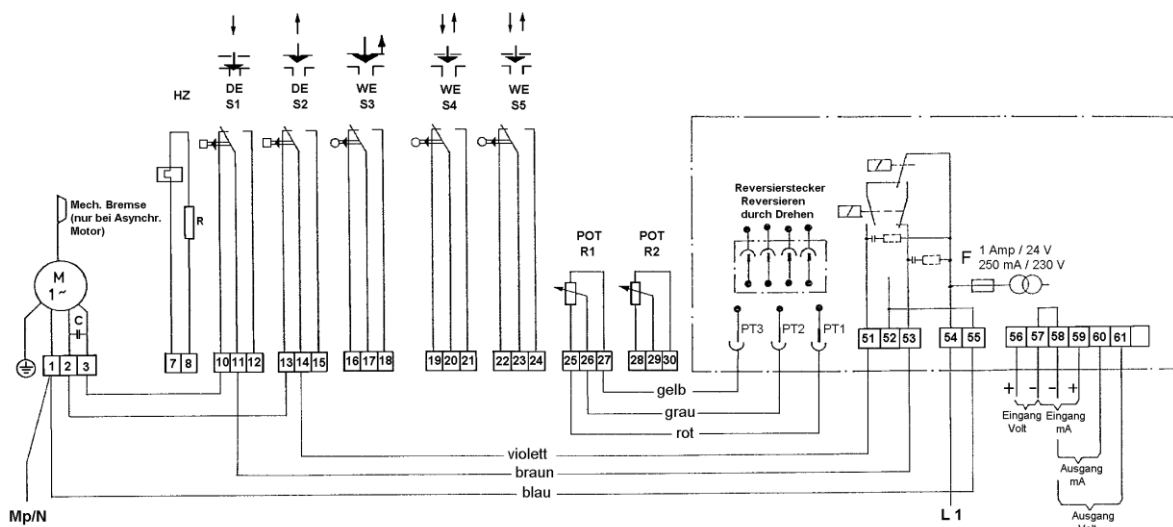 HZ
DE
S1
DE
S2
WE
S3
WE
S4
WE
S5
Mech. Bremse
(nur bei Asynchr.
Motor)
R
M
1~
C
POT
R1
POT
R2
Reversierstecker
Reversieren
durch Drehen
F
1 Amp / 24 V
250 mA / 230 V
PT3
PT2
PT1
1 2 3
7 8
10 11 12
13 14 15
16 17 18
19 20 21
22 23 24
25 26 27
28 29 30
51 52 53
54 55
56 57 58 59 60 61
gelb
grau
rot
violett
braun
blau
+ - - +
Eingang
Volt
Eingang
mA
Ausgang
mA
Ausgang
Mp/N
L 1